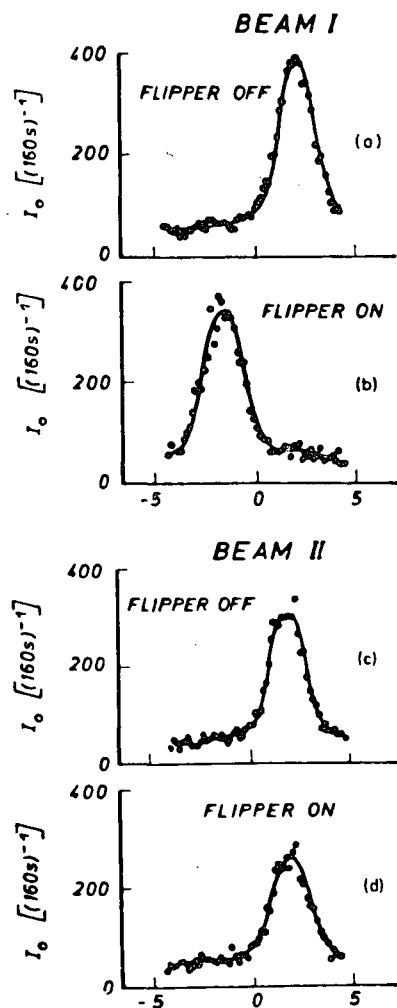 BEAM I
400
FLIPPER OFF
(a)
200
0
I₀ [(160s)⁻¹]
400
FLIPPER ON
(b)
200
0
I₀ [(160s)⁻¹]
-5 0 5
BEAM II
400
FLIPPER OFF
(c)
200
0
I₀ [(160s)⁻¹]
400
FLIPPER ON
(d)
200
0
I₀ [(160s)⁻¹]
-5 0 5